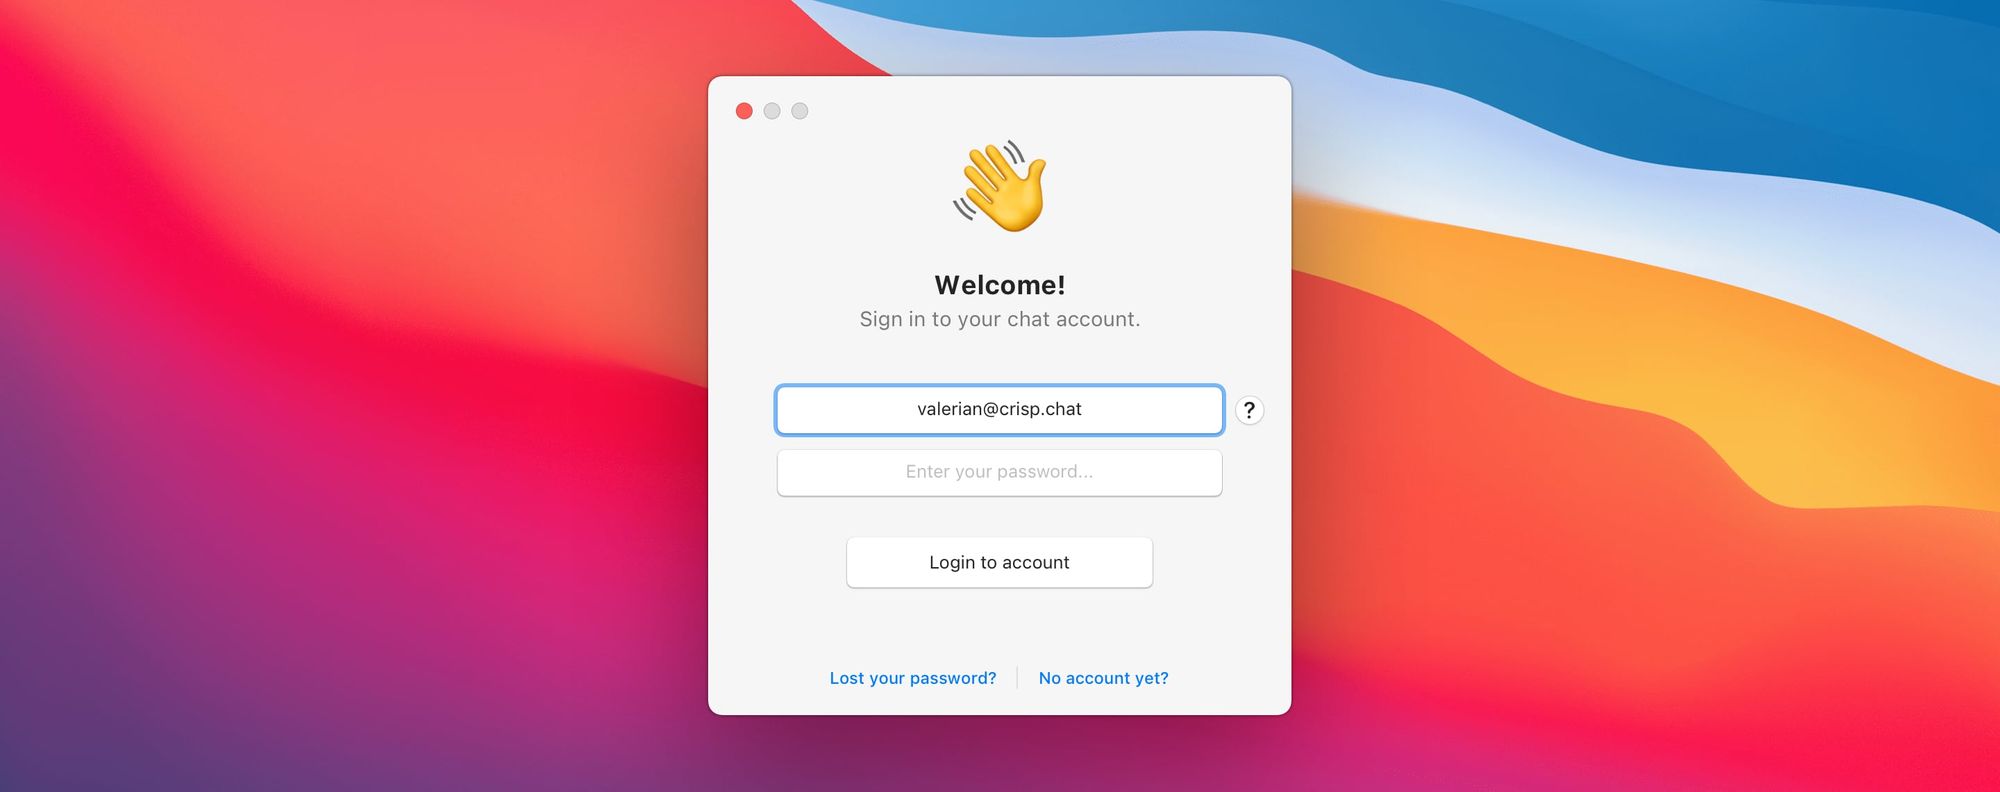 Welcome!
Sign in to your chat account.
valerian@crisp.chat
?
Enter your password...
Login to account
Lost your password?
No account yet?